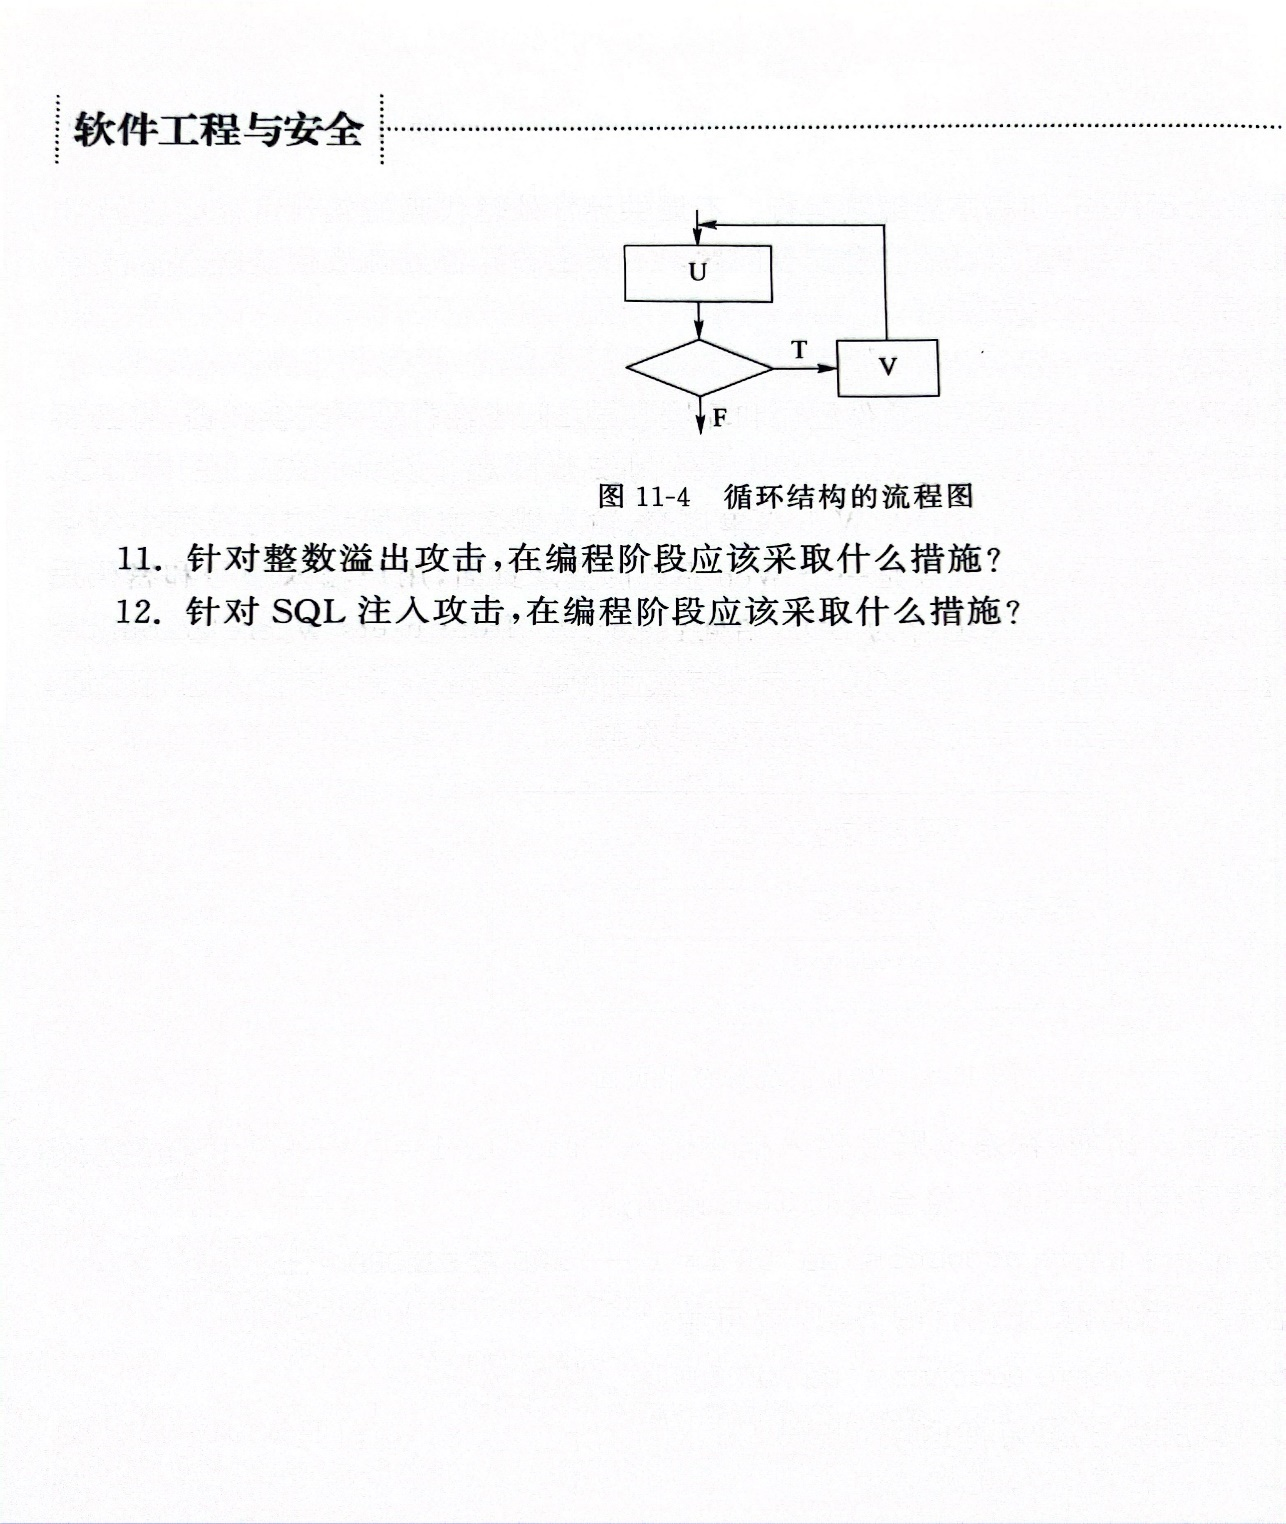 软件工程与安全
U
T
V
F
图 11-4 循环结构的流程图
11. 针对整数溢出攻击,在编程阶段应该采取什么措施?
12. 针对 SQL 注入攻击,在编程阶段应该采取什么措施?